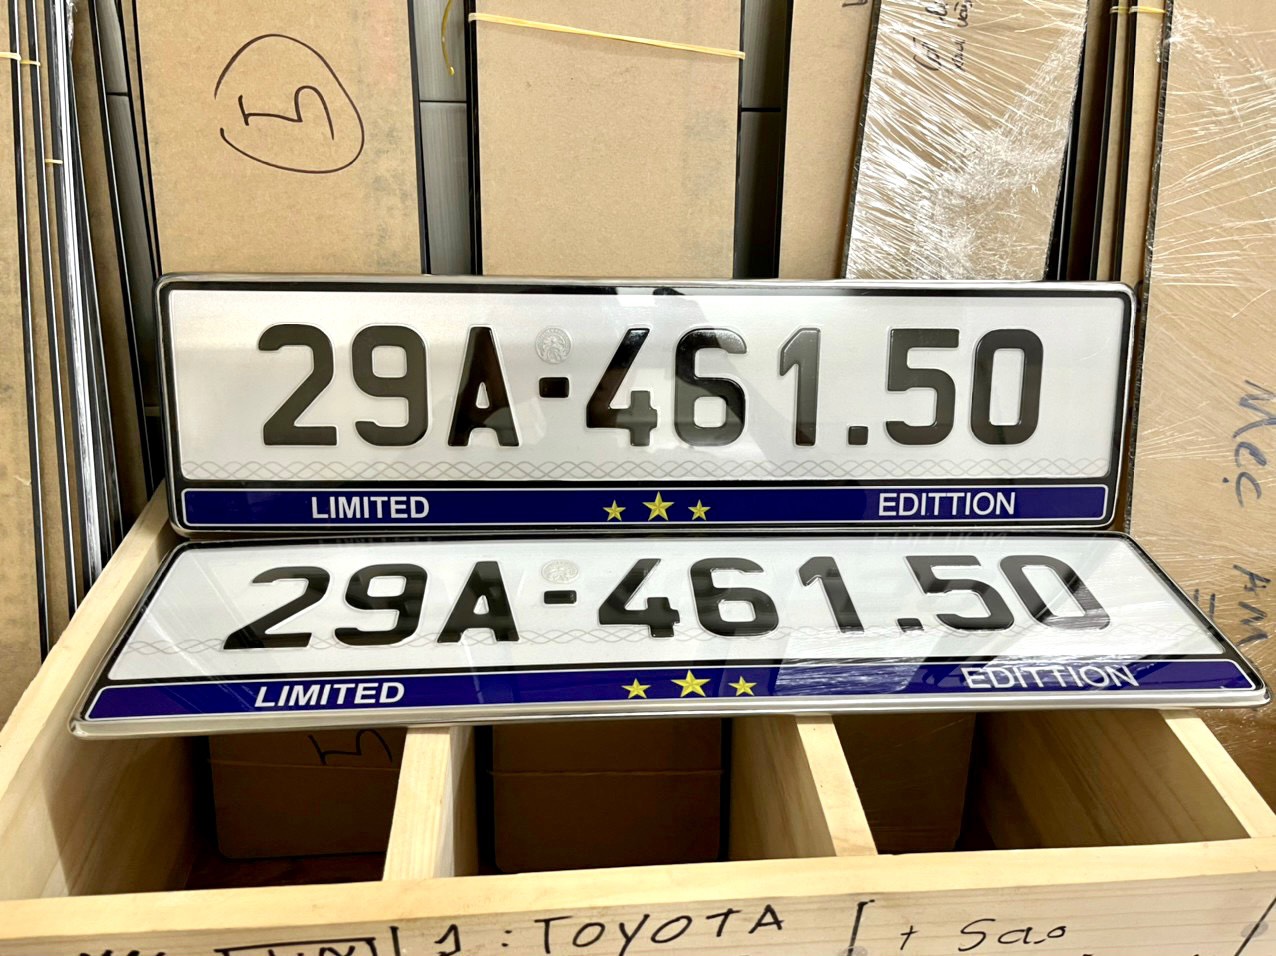 29A-461.50
LIMITED ★★★ EDITTION
29A-461.50
LIMITED ★★★ EDITTION
1 : TOYOTA
+ Sao